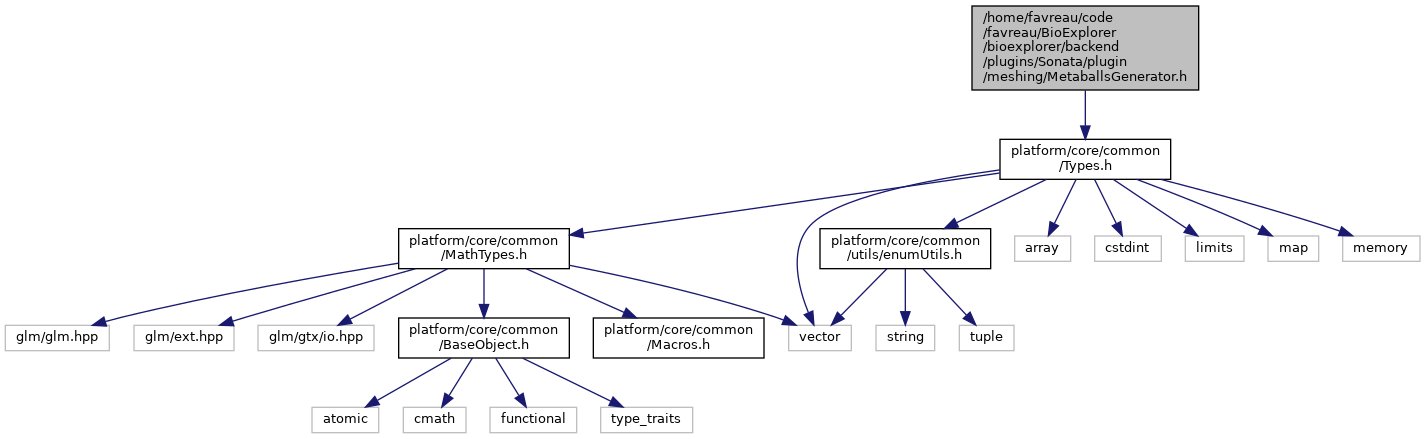 /home/favreau/code
/favreau/BioExplorer
/bioexplorer/backend
/plugins/Sonata/plugin
/meshing/MetaballsGenerator.h
platform/core/common
/Types.h
platform/core/common
/MathTypes.h
platform/core/common
/utils/enumUtils.h
array
cstdint
limits
map
memory
glm/glm.hpp
glm/ext.hpp
glm/gtx/io.hpp
platform/core/common
/BaseObject.h
platform/core/common
/Macros.h
vector
string
tuple
atomic
cmath
functional
type_traits